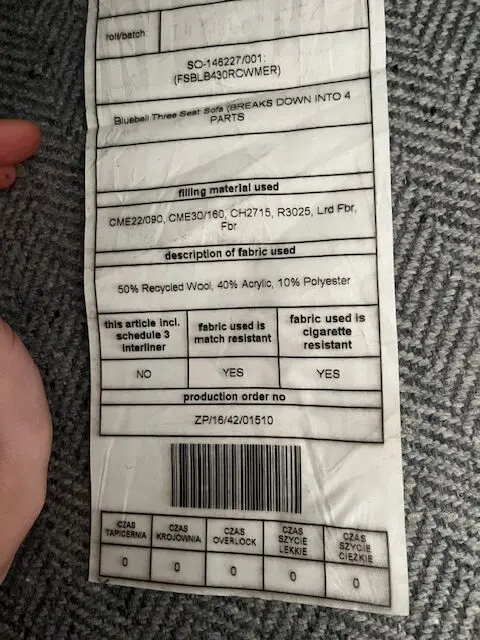 roll/batch:
SO-146227/001:
(FSBLB430RCWMER)
Bluebell Three Seat Sofa (BREAKS DOWN INTO 4
PARTS
filling material used
CME22/090, CME30/160, CH2715, R3025, Lrd Fbr,
Fbr
description of fabric used
50% Recycled Wool, 40% Acrylic, 10% Polyester
this article incl.
schedule 3
interliner
fabric used is
match resistant
fabric used is
cigarette
resistant
NO YES YES
production order no
ZP/16/42/01510
CZAS
TAPICERNIA
CZAS
KROJOWNIA
CZAS
OVERLOCK
CZAS
SZYCIE
LEKKIE
CZAS
SZYCIE
CIĘŻKIE
0 0 0 0 0